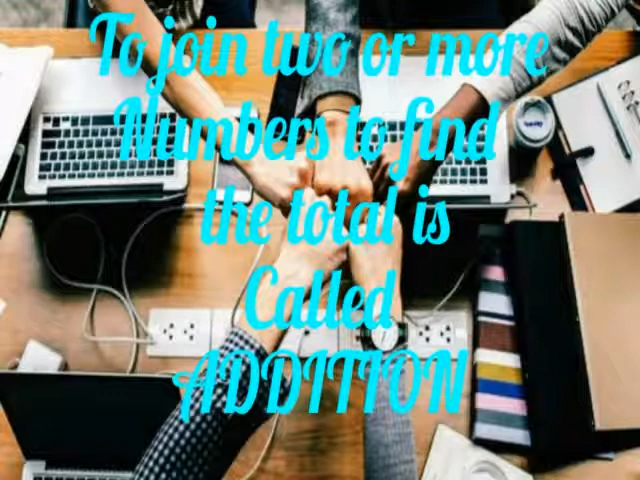 To join two or more
Numbers to find
the total is
Called
ADDITION